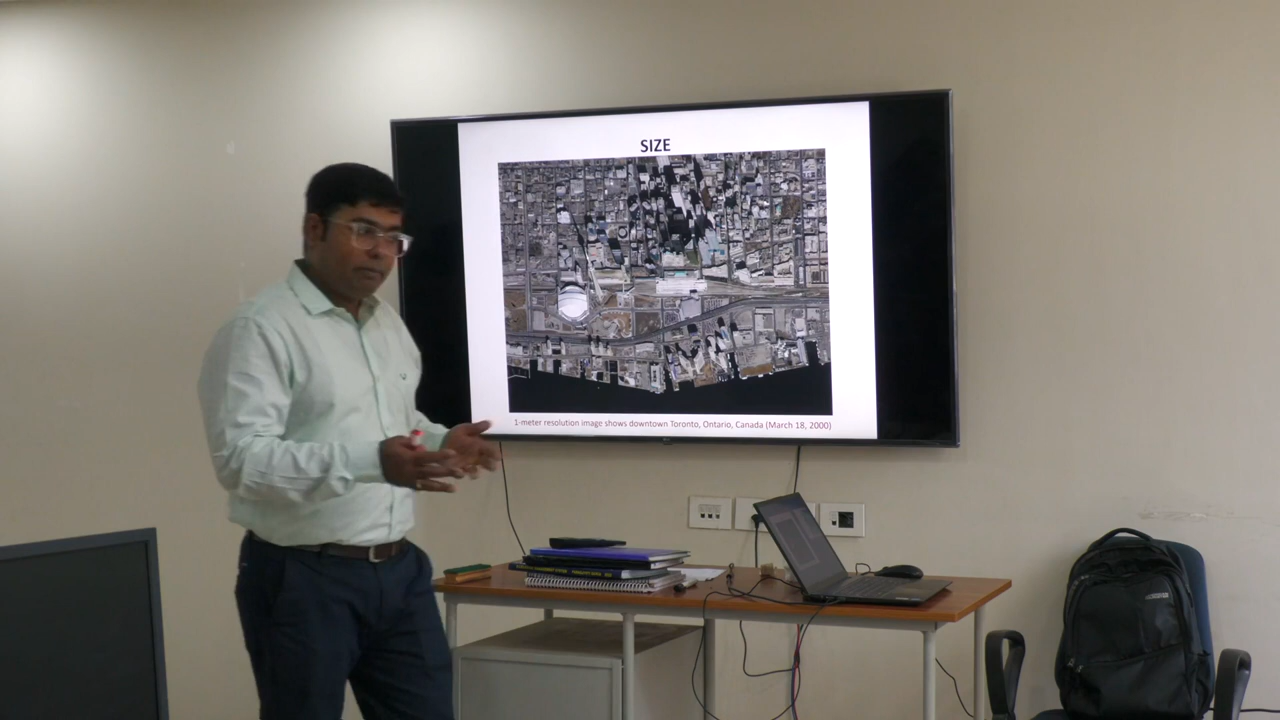 SIZE
1-meter resolution image shows downtown Toronto, Ontario, Canada (March 18, 2000)